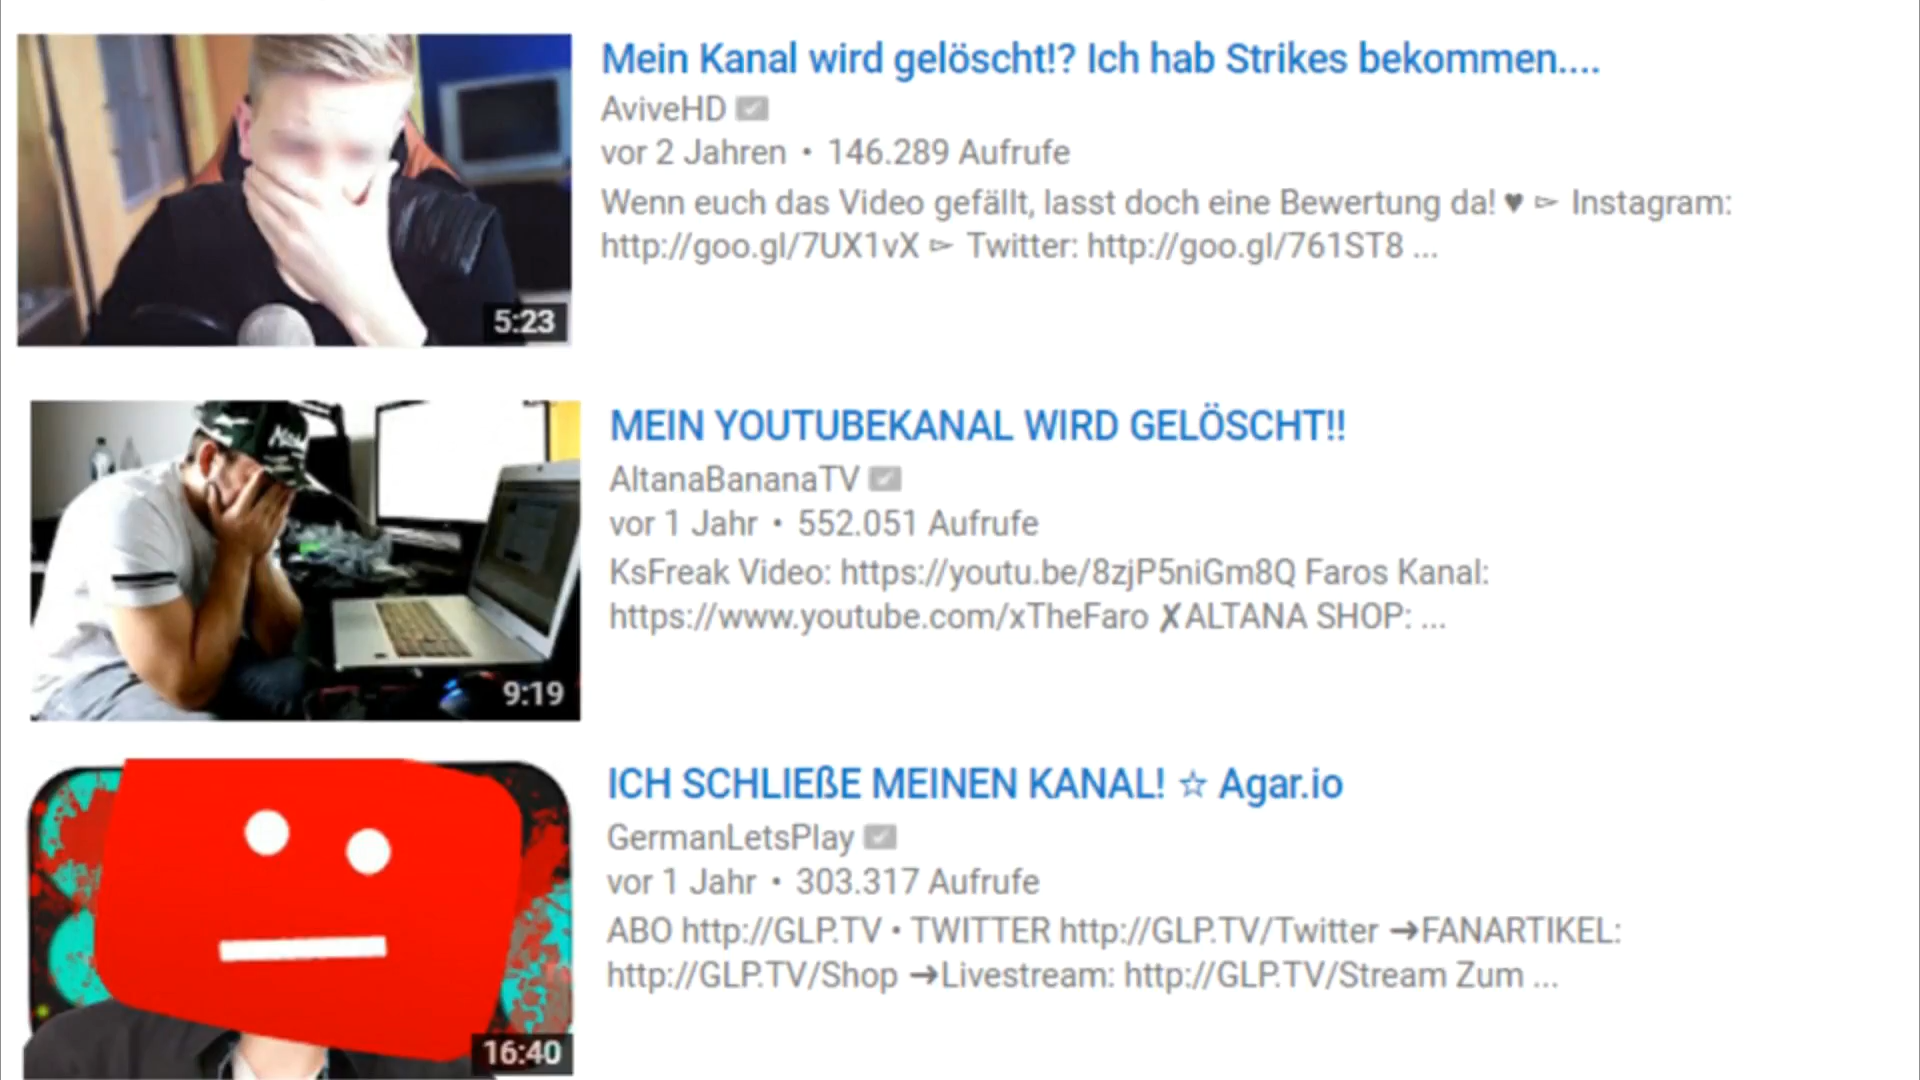 Mein Kanal wird gelöscht!? Ich hab Strikes bekommen....
AviveHD
vor 2 Jahren • 146.289 Aufrufe
Wenn euch das Video gefällt, lasst doch eine Bewertung da! ♥ ▻ Instagram:
http://goo.gl/7UX1vX ▻ Twitter: http://goo.gl/761ST8 ...
5:23
MEIN YOUTUBEKANAL WIRD GELÖSCHT!!
AltanaBananaTV
vor 1 Jahr • 552.051 Aufrufe
KsFreak Video: https://youtu.be/8zjP5niGm8Q Faros Kanal:
https://www.youtube.com/xTheFaro ✗ALTANA SHOP: ...
9:19
ICH SCHLIEßE MEINEN KANAL! ☆ Agar.io
GermanLetsPlay
vor 1 Jahr • 303.317 Aufrufe
ABO http://GLP.TV • TWITTER http://GLP.TV/Twitter ➜FANARTIKEL:
http://GLP.TV/Shop ➜Livestream: http://GLP.TV/Stream Zum ...
16:40